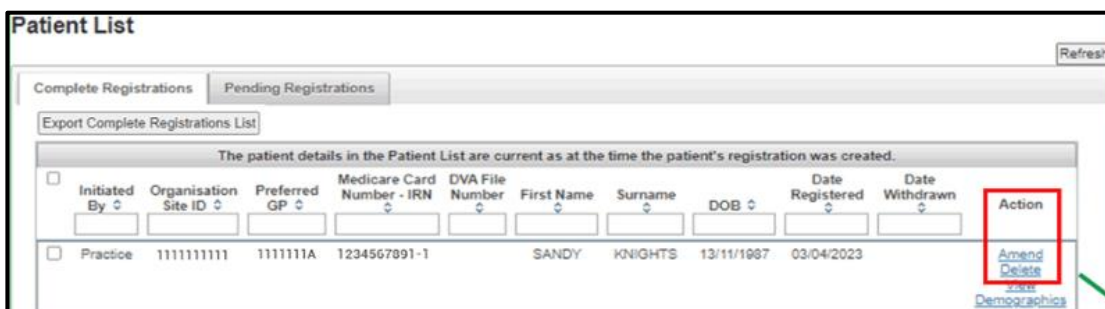 Patient List
Refresh
Complete Registrations Pending Registrations
Export Complete Registrations List
The patient details in the Patient List are current as at the time the patient's registration was created.
Initiated By Organisation Site ID Preferred GP Medicare Card Number - IRN DVA File Number First Name Surname DOB Date Registered Date Withdrawn Action
Practice 1111111111 1111111A 1234567891-1 SANDY KNIGHTS 13/11/1987 03/04/2023 Amend
Delete
View
Demographics